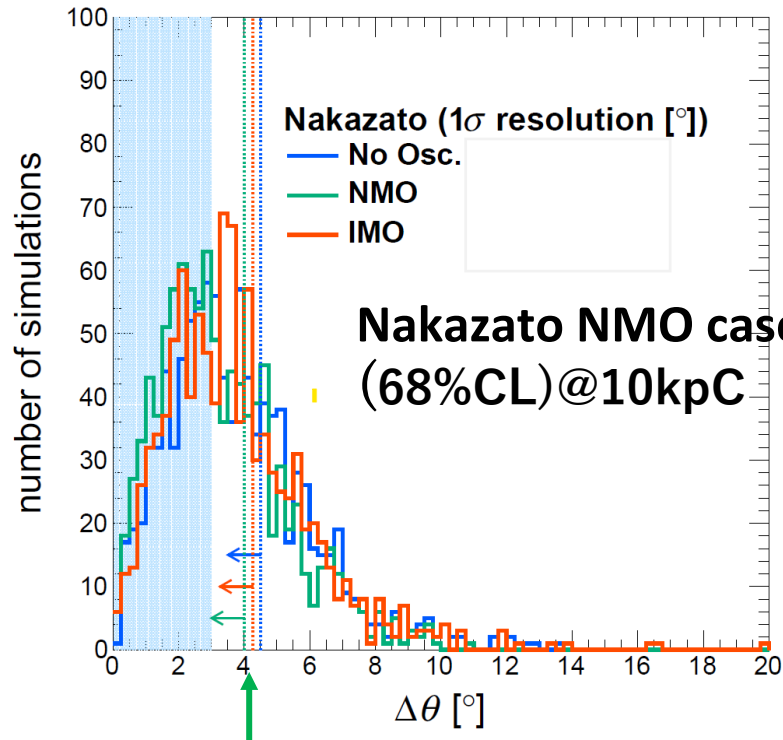 100
90
80
70
60
50
40
30
20
10
0
number of simulations
Nakazato (1σ resolution [°])
No Osc.
NMO
IMO
Nakazato NMO case
(68%CL)@10kpC
0 2 4 6 8 10 12 14 16 18 20
Δθ [°]